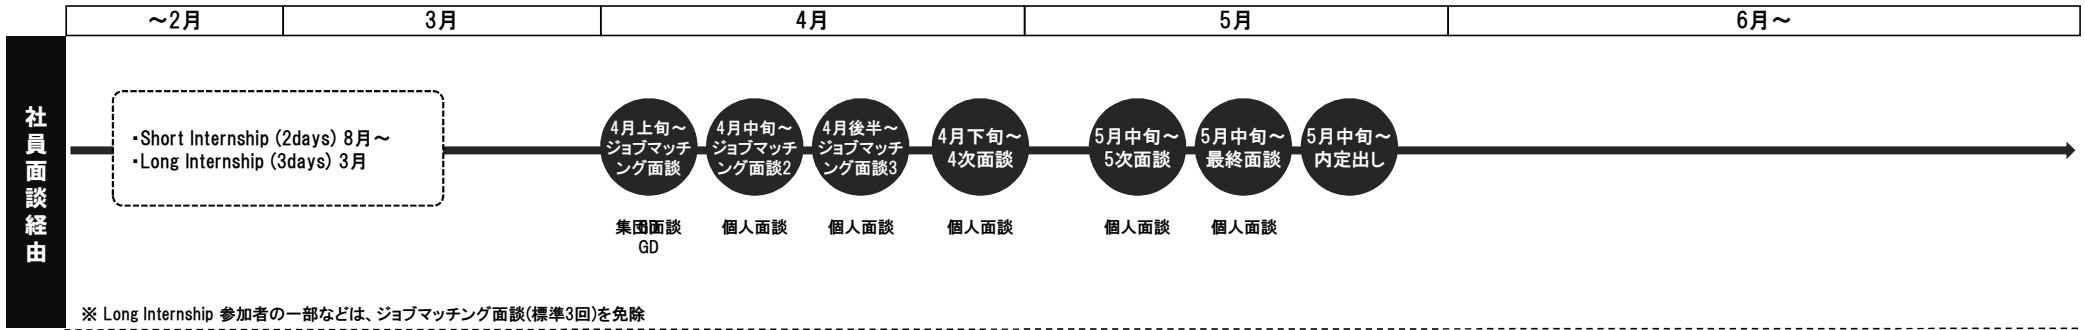 ～2月
3月
4月
5月
6月～
社員面談経由
・Short Internship (2days) 8月～
・Long Internship (3days) 3月
4月上旬～
ジョブマッチ
ング面談
4月中旬～
ジョブマッチ
ング面談2
4月後半～
ジョブマッチ
ング面談3
4月下旬～
4次面談
5月中旬～
5次面談
5月中旬～
最終面談
5月中旬～
内定出し
集団面談
GD
個人面談
個人面談
個人面談
個人面談
個人面談
※ Long Internship 参加者の一部などは、ジョブマッチング面談(標準3回)を免除